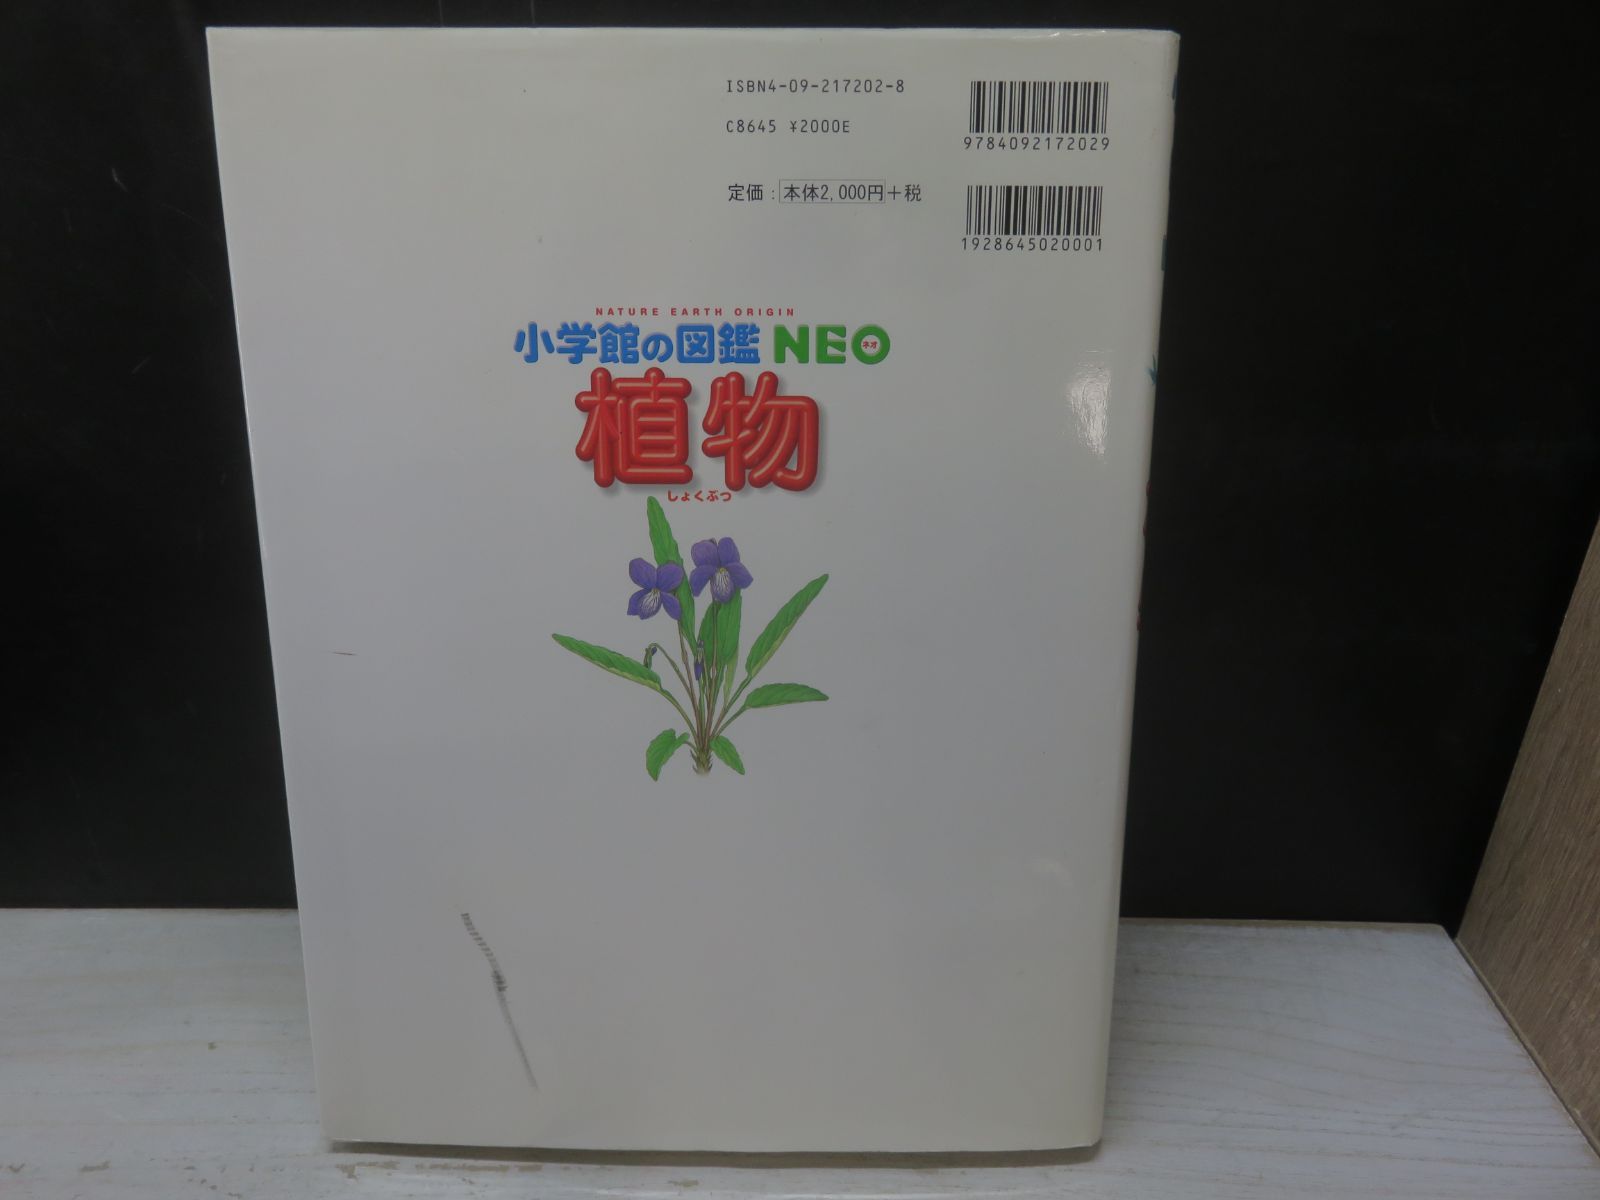 ISBN4-09-217202-8
C8645 ¥2000E
9784092172029
定価：本体2,000円+税
1928645020001
NATURE EARTH ORIGIN
小学館の図鑑 NEO
ネオ
植物
しょくぶつ